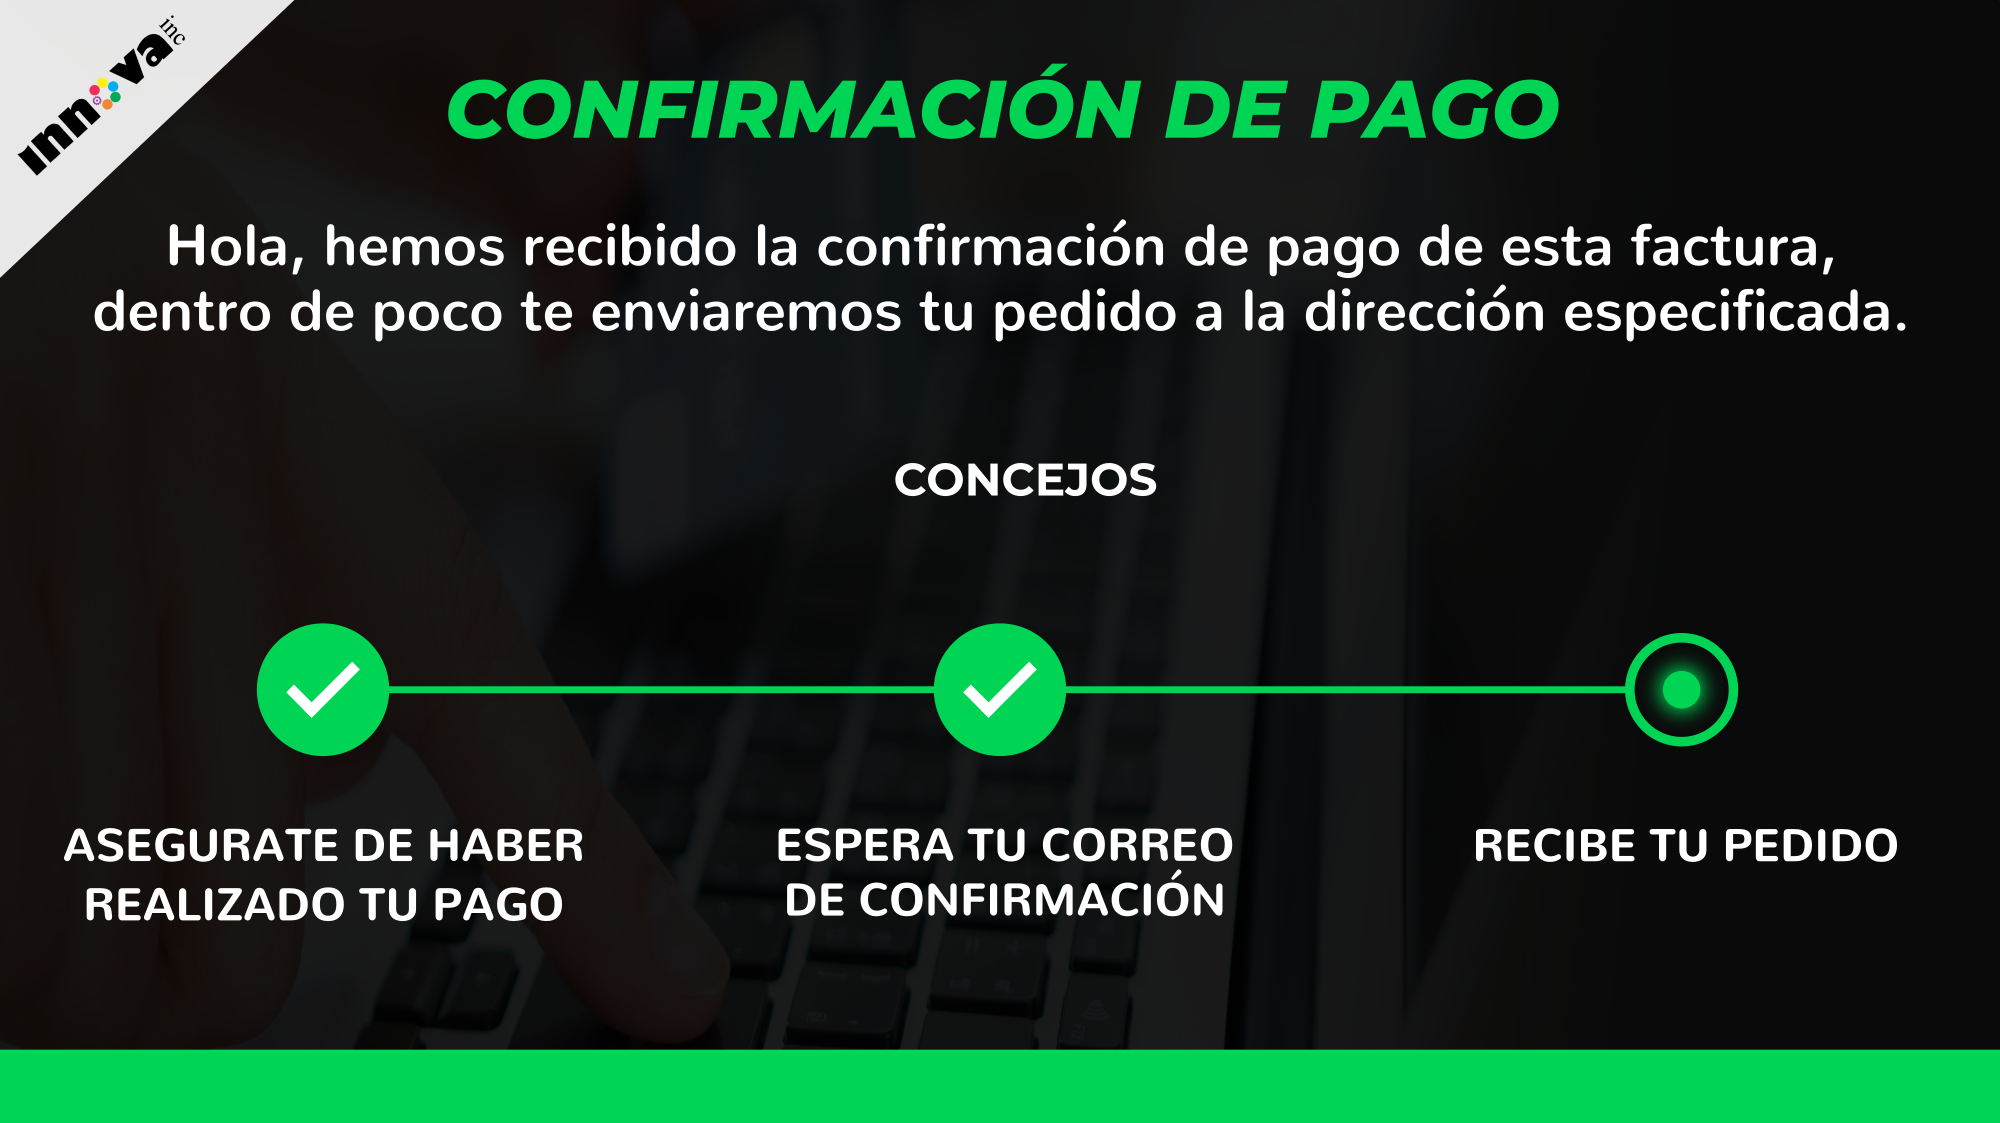 innova inc
CONFIRMACIÓN DE PAGO
Hola, hemos recibido la confirmación de pago de esta factura,
dentro de poco te enviaremos tu pedido a la dirección especificada.
CONCEJOS
ASEGURATE DE HABER
REALIZADO TU PAGO
ESPERA TU CORREO
DE CONFIRMACIÓN
RECIBE TU PEDIDO